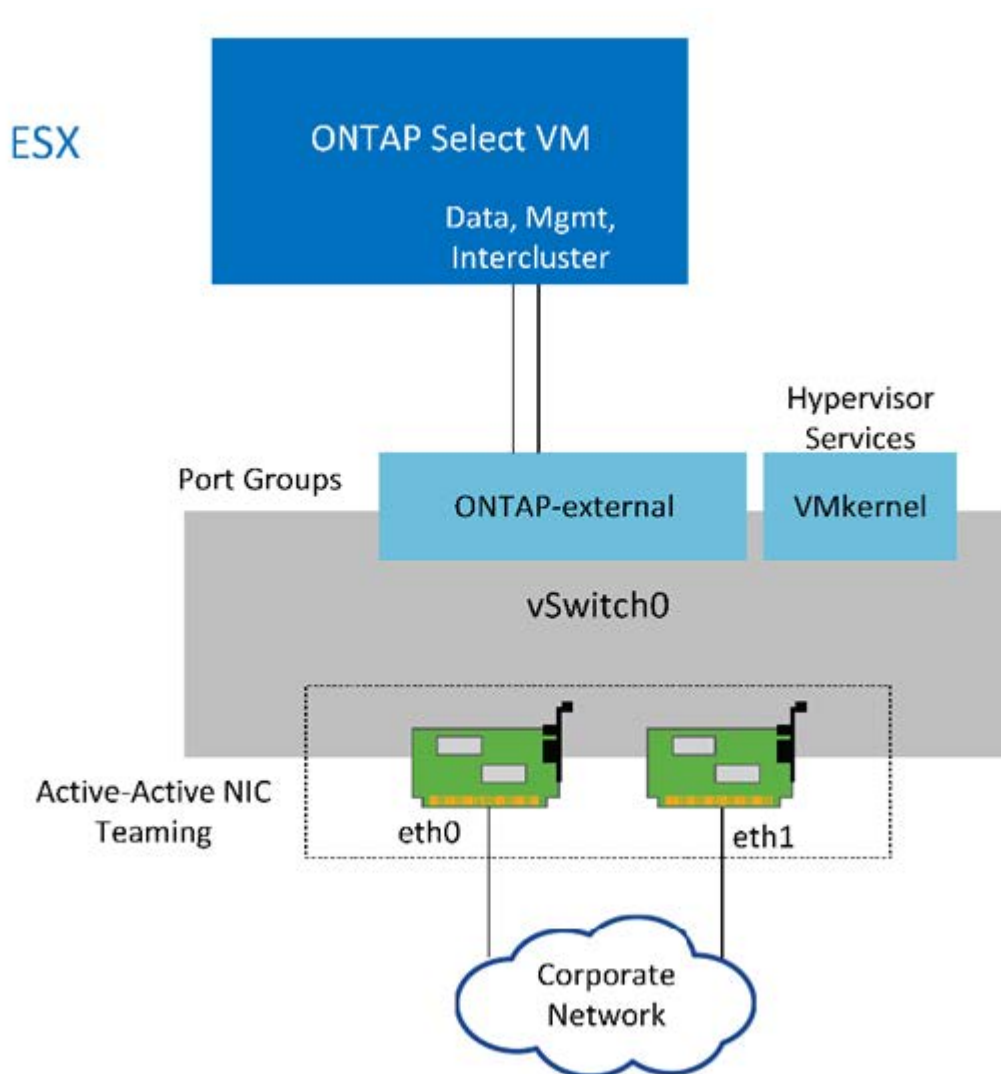 ESX
ONTAP Select VM
Data, Mgmt,
Intercluster
Hypervisor
Services
Port Groups
ONTAP-external
VMkernel
vSwitch0
Active-Active NIC
Teaming
eth0
eth1
Corporate
Network